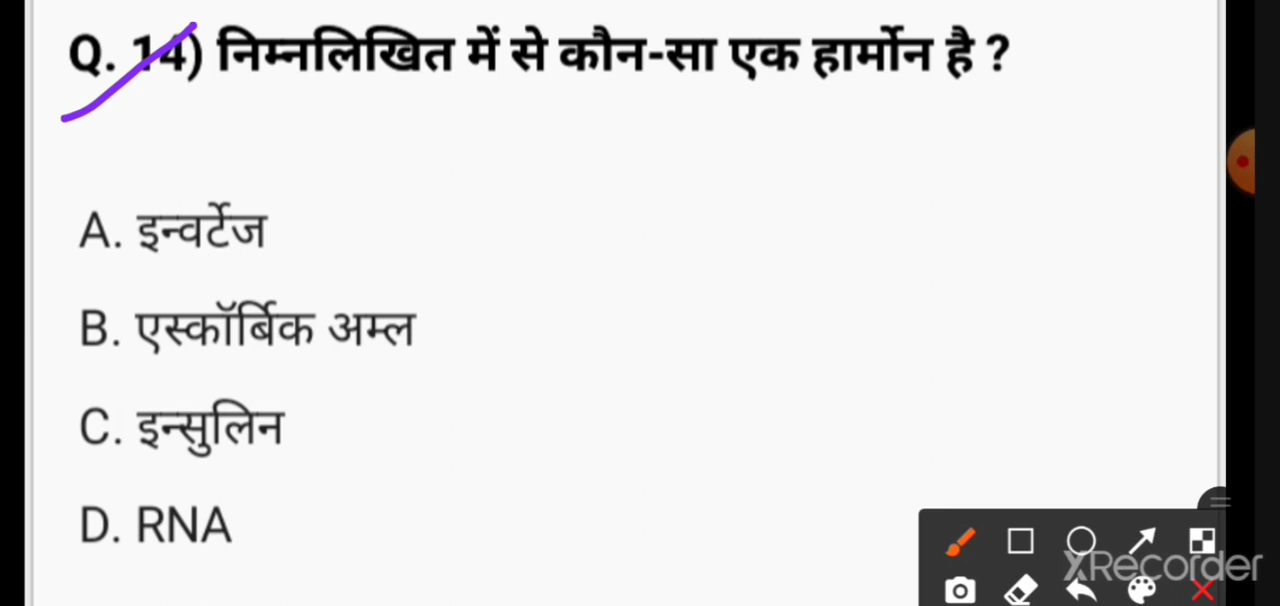 Q. 14) निम्नलिखित में से कौन-सा एक हार्मोन है ?
A. इन्वर्टेज
B. एस्कॉर्बिक अम्ल
C. इन्सुलिन
D. RNA
XRecorder